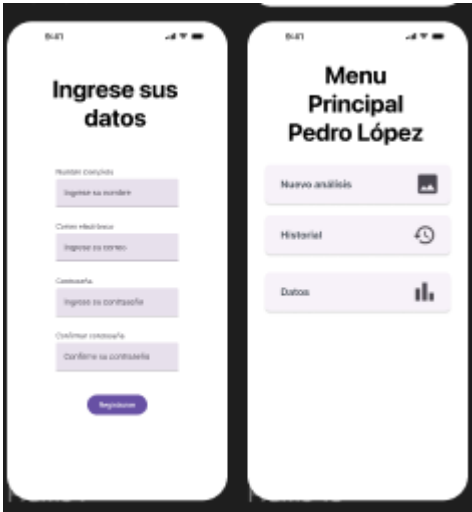 9:41
Ingrese sus
datos
Nombre Completo
Ingrese su nombre
Correo electrónico
Ingrese su correo
Contraseña
Ingrese su contraseña
Confirmar contraseña
Confirme su contraseña
Registrarse
9:41
Menu
Principal
Pedro López
Nuevo análisis
Historial
Datos